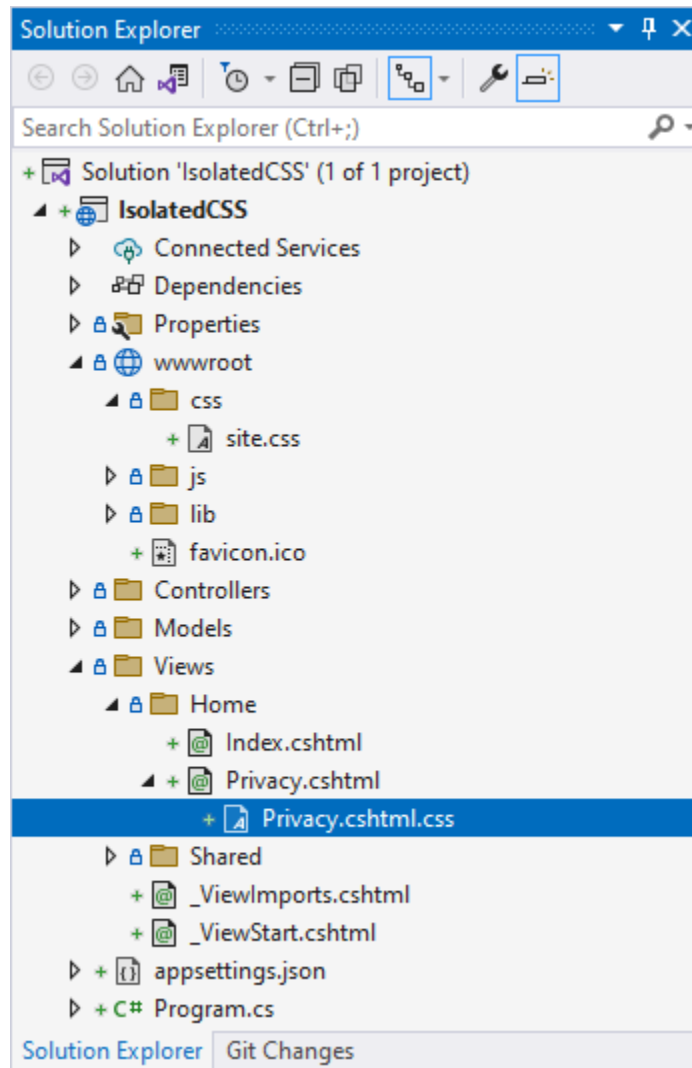 Solution Explorer
Search Solution Explorer (Ctrl+;)
Solution 'IsolatedCSS' (1 of 1 project)
IsolatedCSS
Connected Services
Dependencies
Properties
wwwroot
css
site.css
js
lib
favicon.ico
Controllers
Models
Views
Home
Index.cshtml
Privacy.cshtml
Privacy.cshtml.css
Shared
_ViewImports.cshtml
_ViewStart.cshtml
appsettings.json
C# Program.cs
Solution Explorer Git Changes